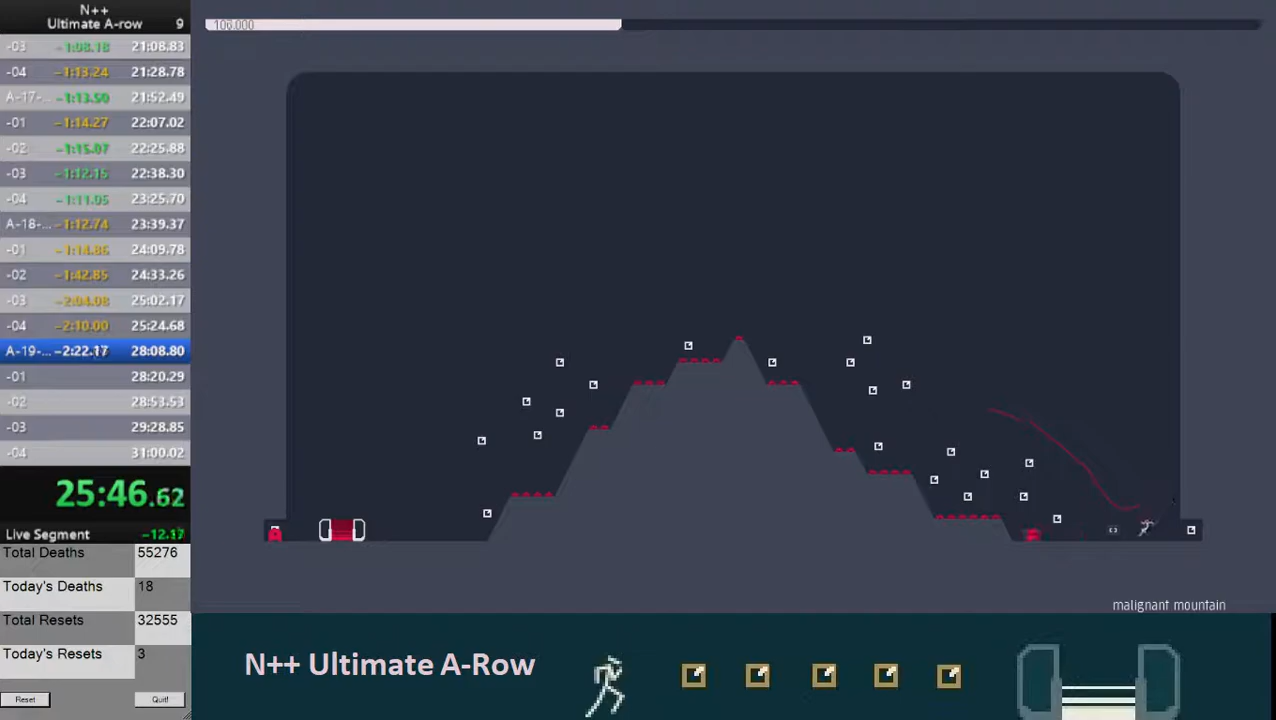 N++
Ultimate A-row 9
-03 -1:08.18 21:08.83
-04 -1:13.24 21:28.78
A-17-... -1:13.50 21:52.49
-01 -1:14.27 22:07.02
-02 -1:15.07 22:25.88
-03 -1:12.15 22:38.30
-04 -1:11.05 23:25.70
A-18-... -1:12.74 23:39.37
-01 -1:14.86 24:09.78
-02 -1:42.85 24:33.26
-03 -2:04.08 25:02.17
-04 -2:10.00 25:24.68
A-19-... -2:22.17 28:08.80
-01 28:20.29
-02 28:53.53
-03 29:28.85
-04 31:00.02
25:46.62
Live Segment -12.17
Total Deaths 55276
Today's Deaths 18
Total Resets 32555
Today's Resets 3
Reset Quit!
106.000
malignant mountain
N++ Ultimate A-Row